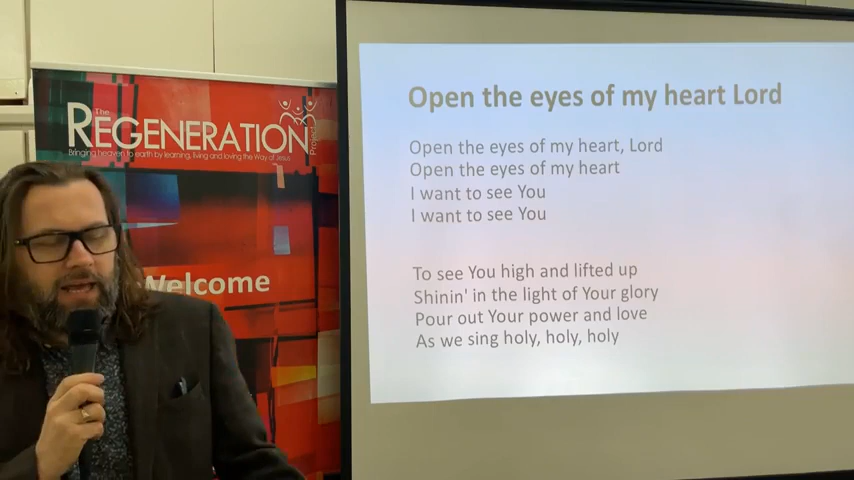 The
REGENERATION
Project
Bringing heaven to earth by learning, living and loving the Way of Jesus
Welcome
Open the eyes of my heart Lord
Open the eyes of my heart, Lord
Open the eyes of my heart
I want to see You
I want to see You
To see You high and lifted up
Shinin' in the light of Your glory
Pour out Your power and love
As we sing holy, holy, holy